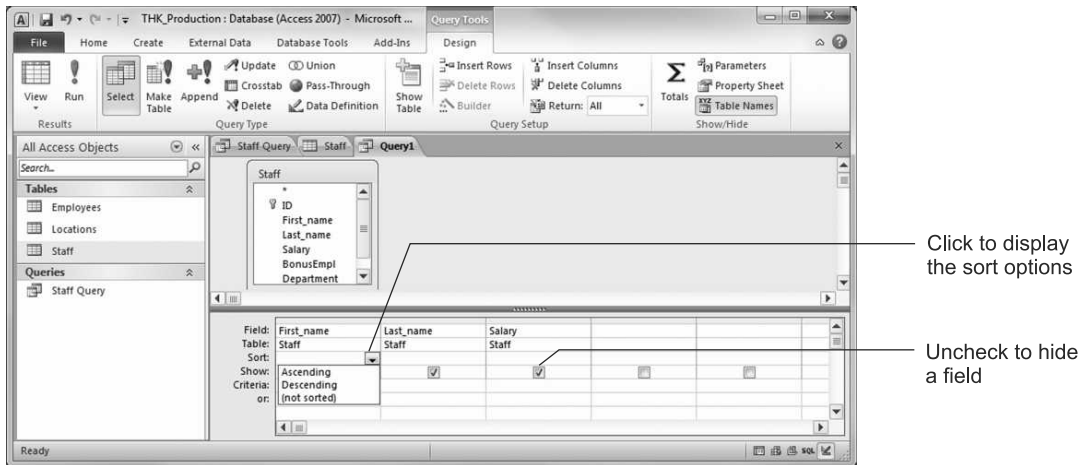 THK_Production : Database (Access 2007) - Microsoft ... Query Tools
File Home Create External Data Database Tools Add-Ins Design
View Run Select Make Table Append Update Crosstab Delete Union Pass-Through Data Definition Show Table Insert Rows Delete Rows Builder Insert Columns Delete Columns Return: All Totals Parameters Property Sheet Table Names
Results Query Type Query Setup Show/Hide
All Access Objects
Search...
Tables
Employees
Locations
Staff
Queries
Staff Query
Staff Query Staff Query1
Staff
*
ID
First_name
Last_name
Salary
BonusEmpl
Department
Field: First_name Last_name Salary
Table: Staff Staff Staff
Sort:
Show:
Criteria:
or:
Ascending
Descending
(not sorted)
Ready
SQL
Click to display
the sort options
Uncheck to hide
a field